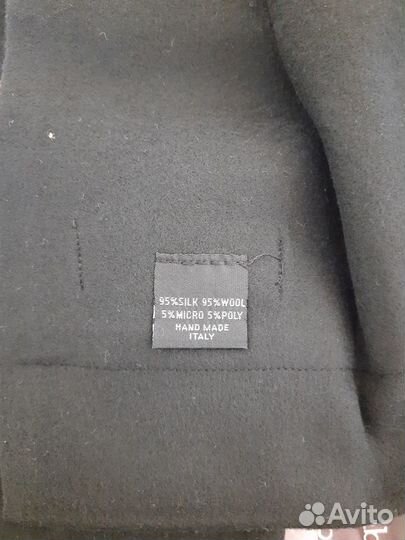 95%SILK 95%WOOL
5%MICRO 5%POLY
HAND MADE
ITALY
Avito